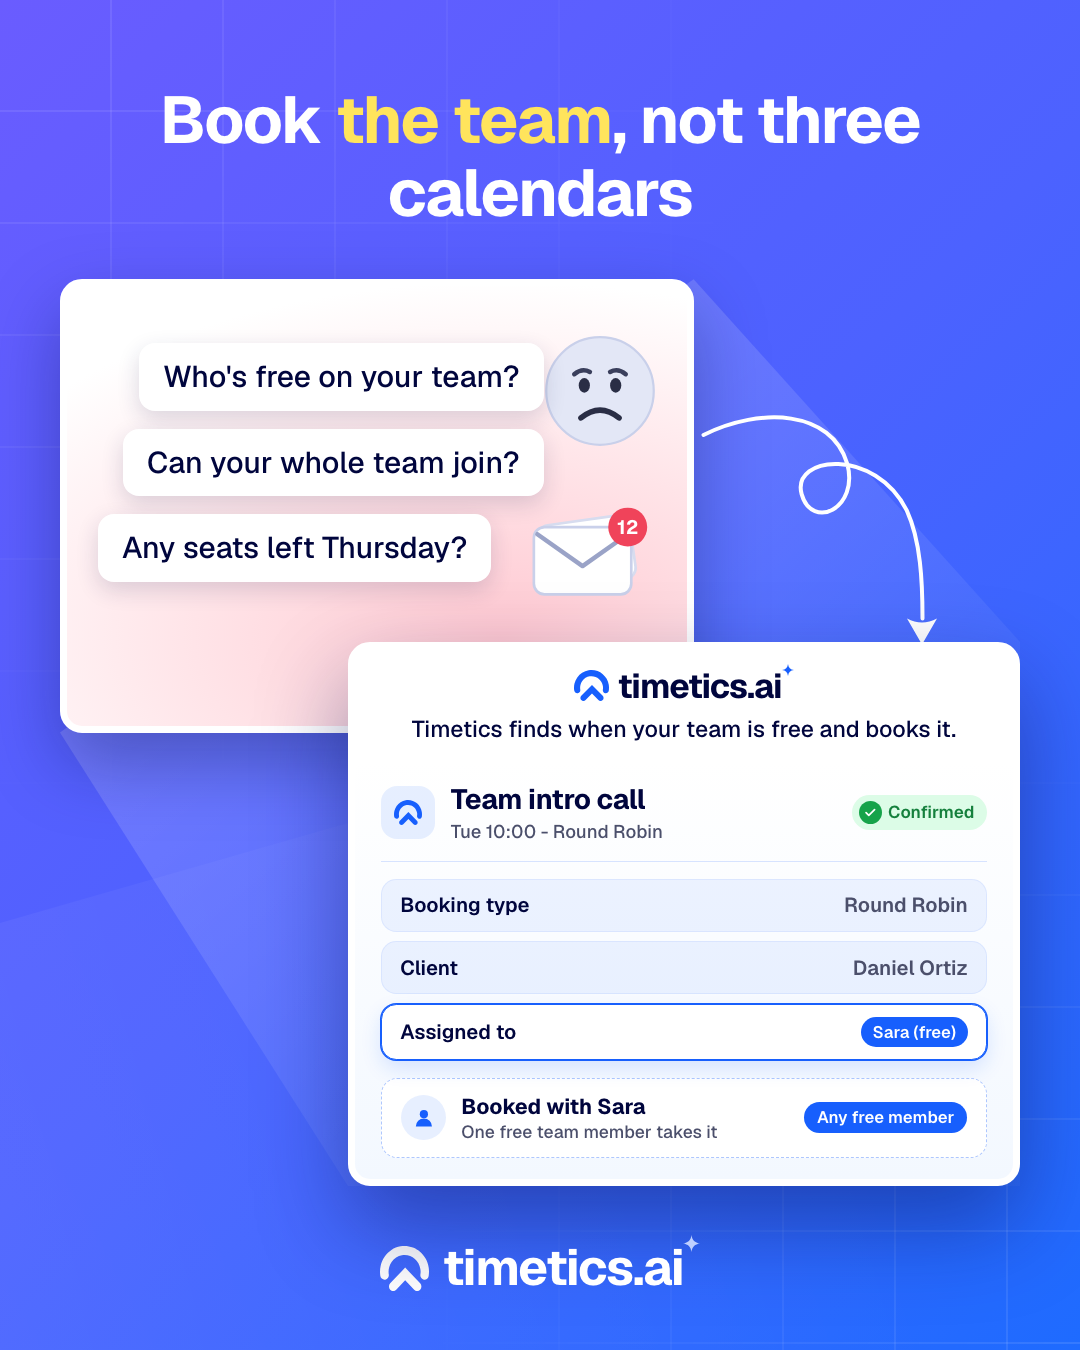 Book the team, not three
calendars
Who's free on your team?
Can your whole team join?
Any seats left Thursday?
12
timetics.ai
Timetics finds when your team is free and books it.
Team intro call
Tue 10:00 - Round Robin
Confirmed
Booking type
Round Robin
Client
Daniel Ortiz
Assigned to
Sara (free)
Booked with Sara
One free team member takes it
Any free member
timetics.ai